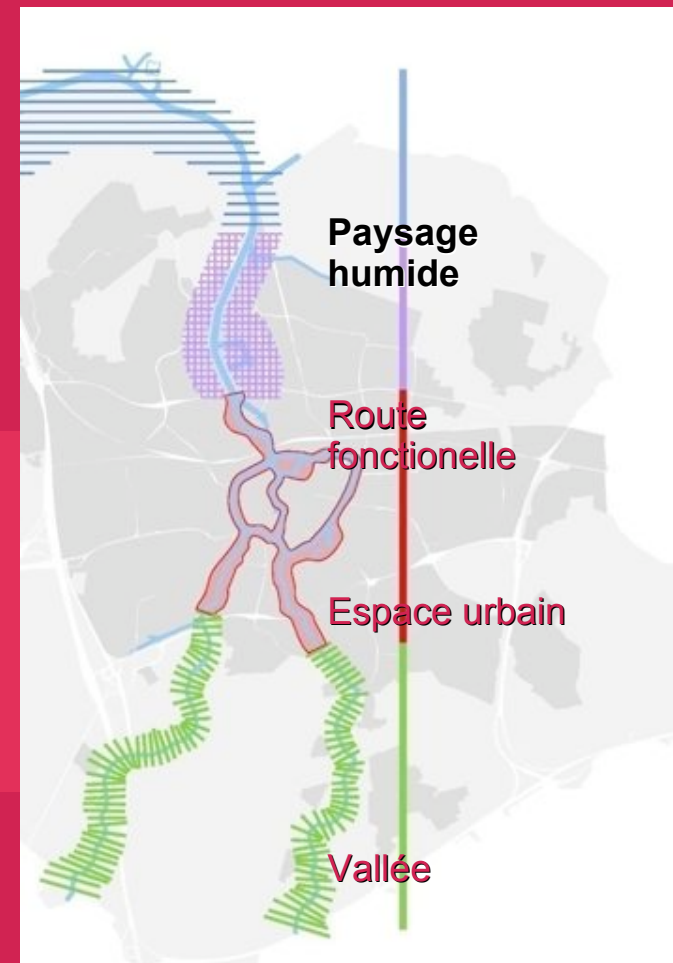 Paysage
humide
Route
fonctionelle
Espace urbain
Vallée